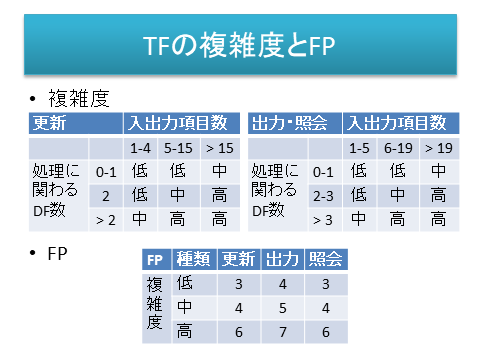 TFの複雑度とFP
• 複雑度
更新 入出力項目数
1-4 5-15 > 15
処理に関わるDF数 0-1 低 低 中
2 低 中 高
> 2 中 高 高
出力・照会 入出力項目数
1-5 6-19 > 19
処理に関わるDF数 0-1 低 低 中
2-3 低 中 高
> 3 中 高 高
• FP
FP 種類 更新 出力 照会
複雑度 低 3 4 3
中 4 5 4
高 6 7 6